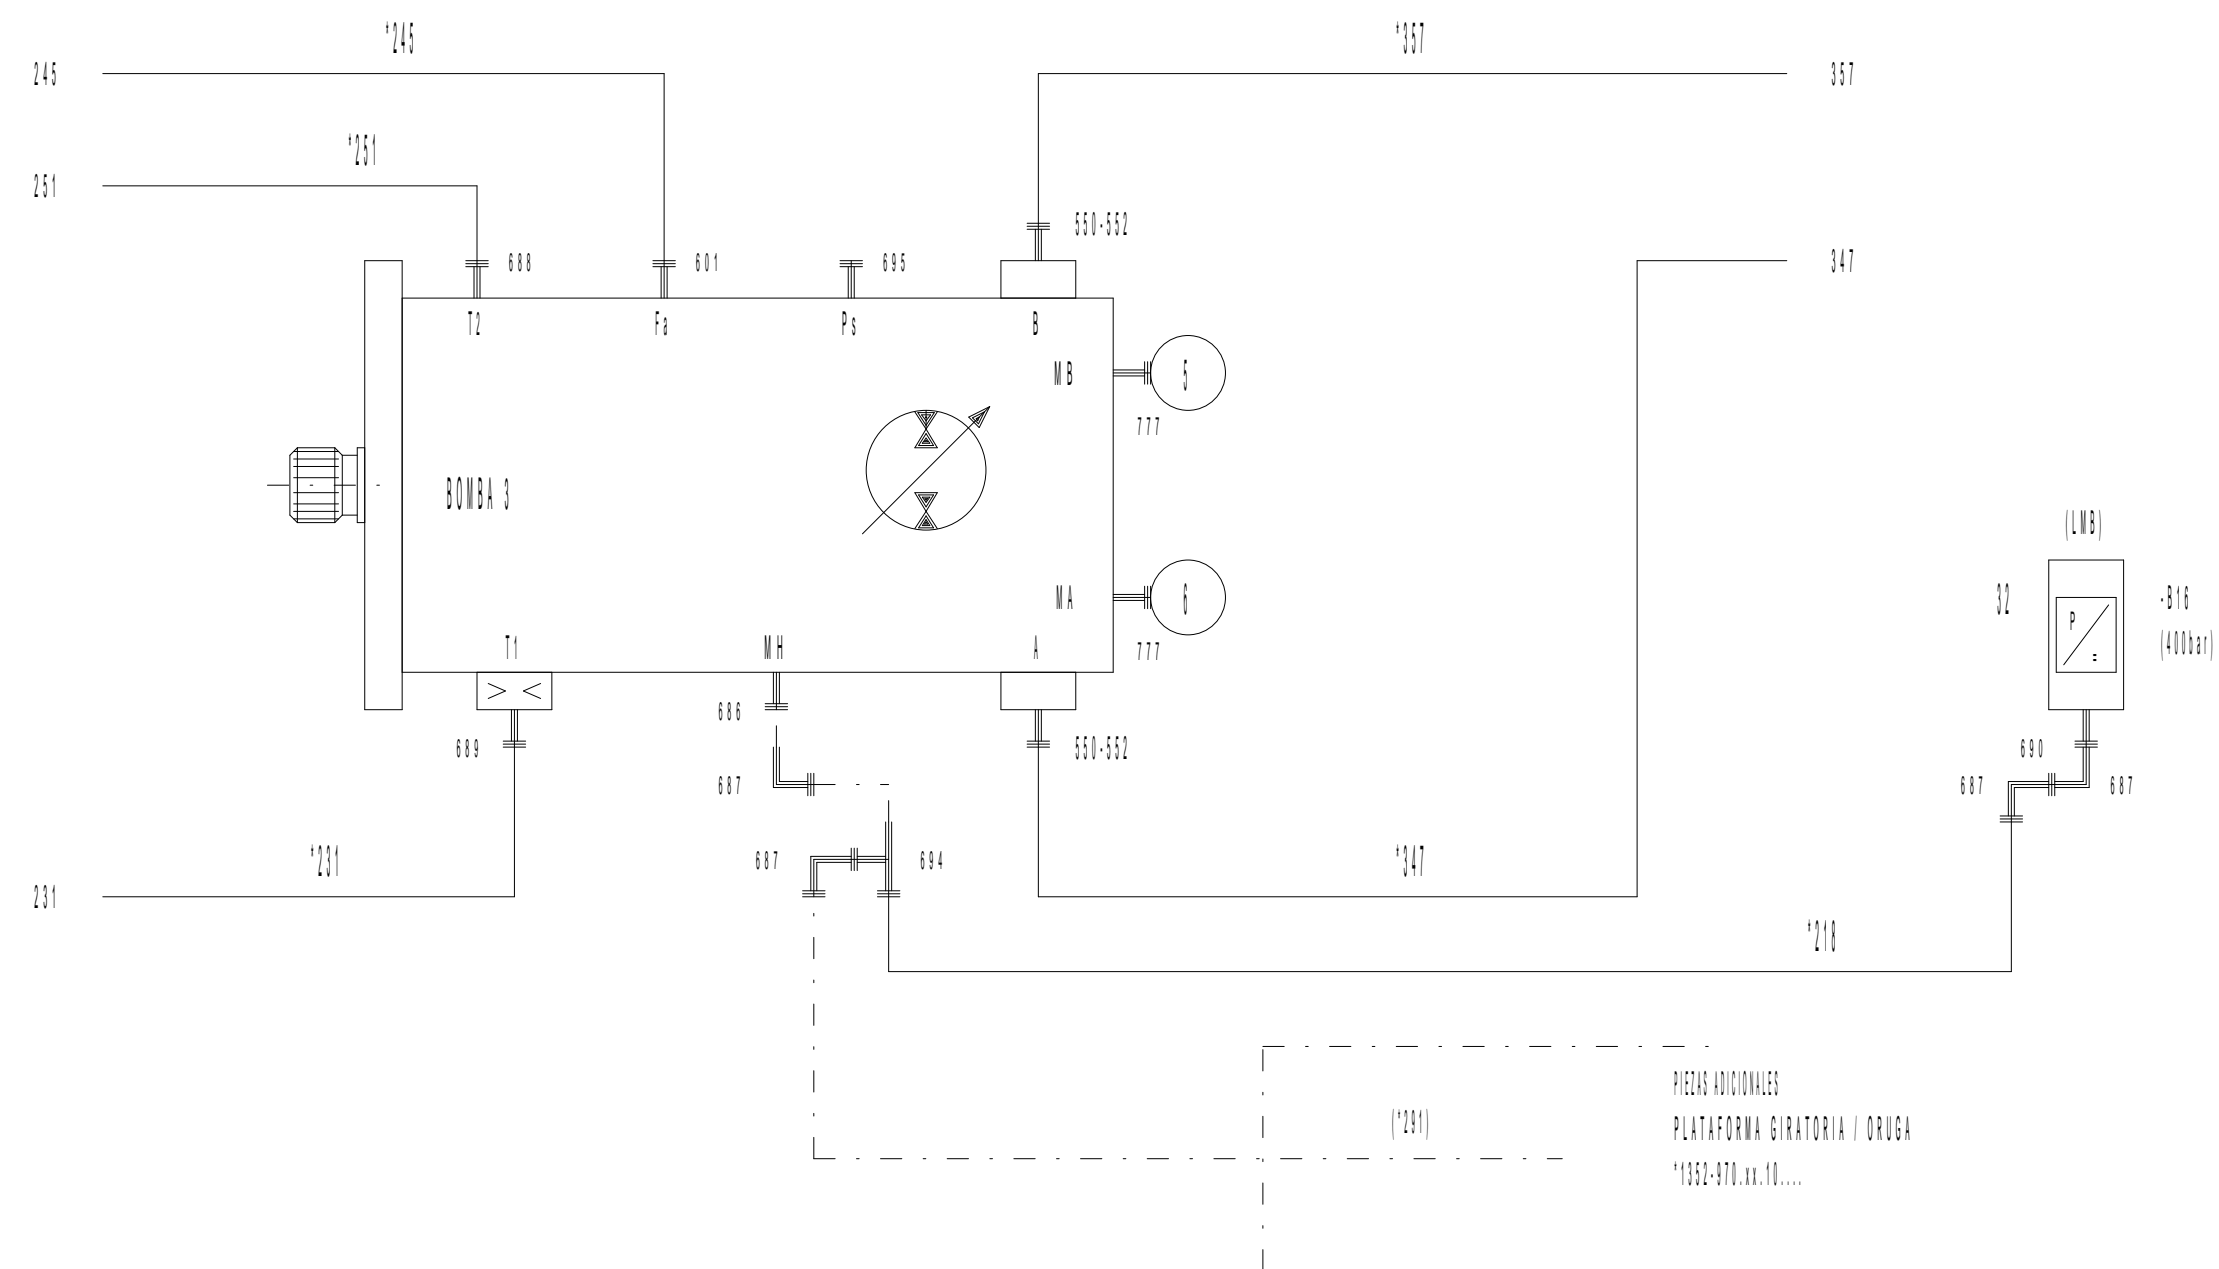 *245
*357
245
357
*251
251
550-552
688
601
695
347
T2
Fa
Ps
B
MB
5
777
BOMBA 3
(LMB)
32
-B16
MA
6
P
=
(400bar)
T1
MH
A
777
686
689
550-552
690
687
687
687
*231
*347
687
694
231
*218
PIEZAS ADICIONALES
(*291)
PLATAFORMA GIRATORIA / ORUGA
*1352-970.xx.10....